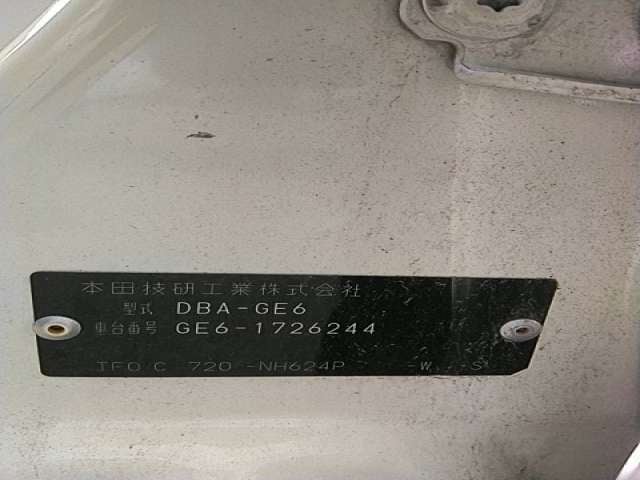 本田技研工業株式会社
型式 DBA-GE6
車台番号 GE6-1726244
TFO C 720 -NH624P -W -S